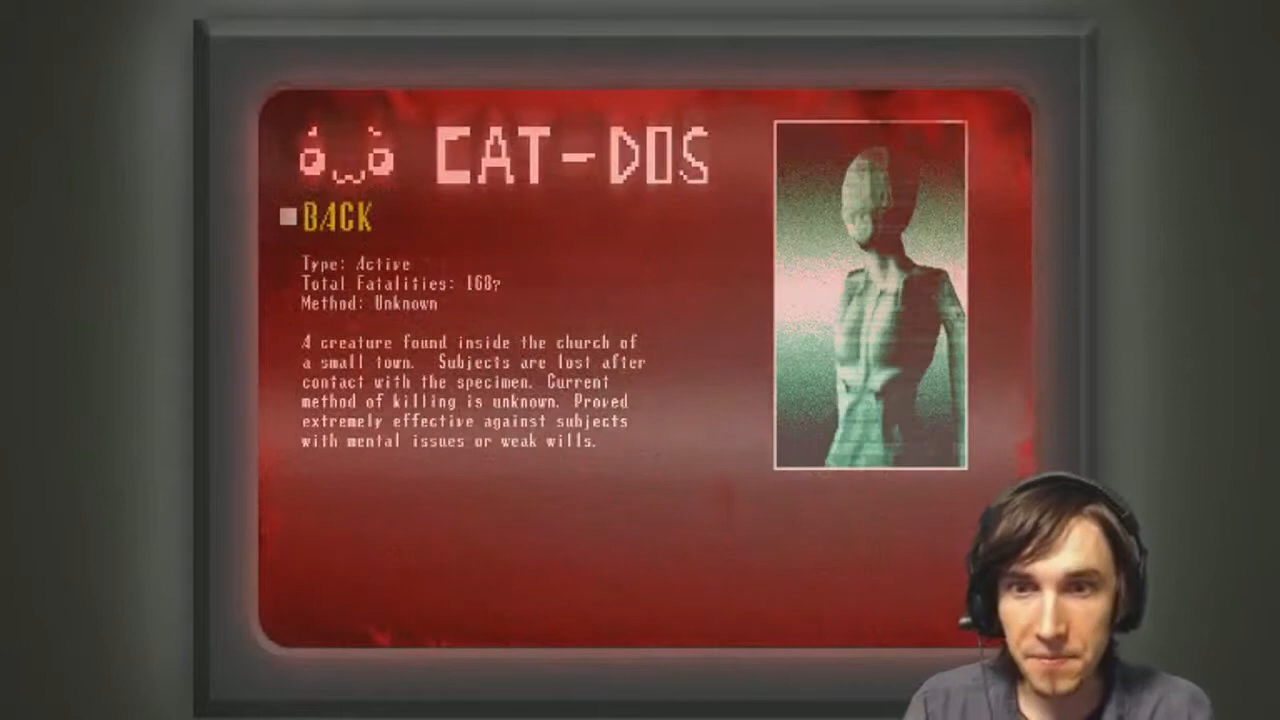 CAT-DOS
BACK
Type: Active
Total Fatalities: 168?
Method: Unknown
A creature found inside the church of
a small town. Subjects are lost after
contact with the specimen. Current
method of killing is unknown. Proved
extremely effective against subjects
with mental issues or weak wills.